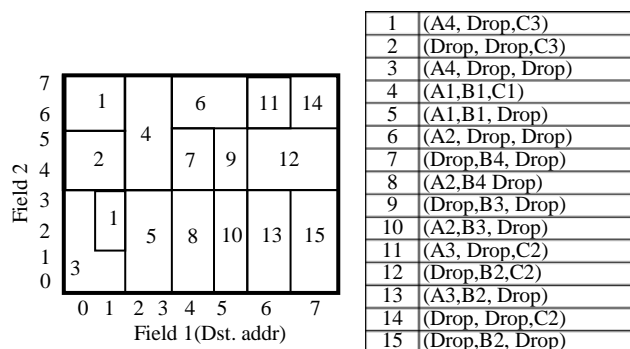 7
6
5
4
3
2
1
0
Field 2
1
6
11
14
4
2
7
9
12
1
5
8
10
13
15
3
0 1 2 3 4 5 6 7
Field 1(Dst. addr)
1 (A4, Drop,C3)
2 (Drop, Drop,C3)
3 (A4, Drop, Drop)
4 (A1,B1,C1)
5 (A1,B1, Drop)
6 (A2, Drop, Drop)
7 (Drop,B4, Drop)
8 (A2,B4 Drop)
9 (Drop,B3, Drop)
10 (A2,B3, Drop)
11 (A3, Drop,C2)
12 (Drop,B2,C2)
13 (A3,B2, Drop)
14 (Drop, Drop,C2)
15 (Drop,B2, Drop)